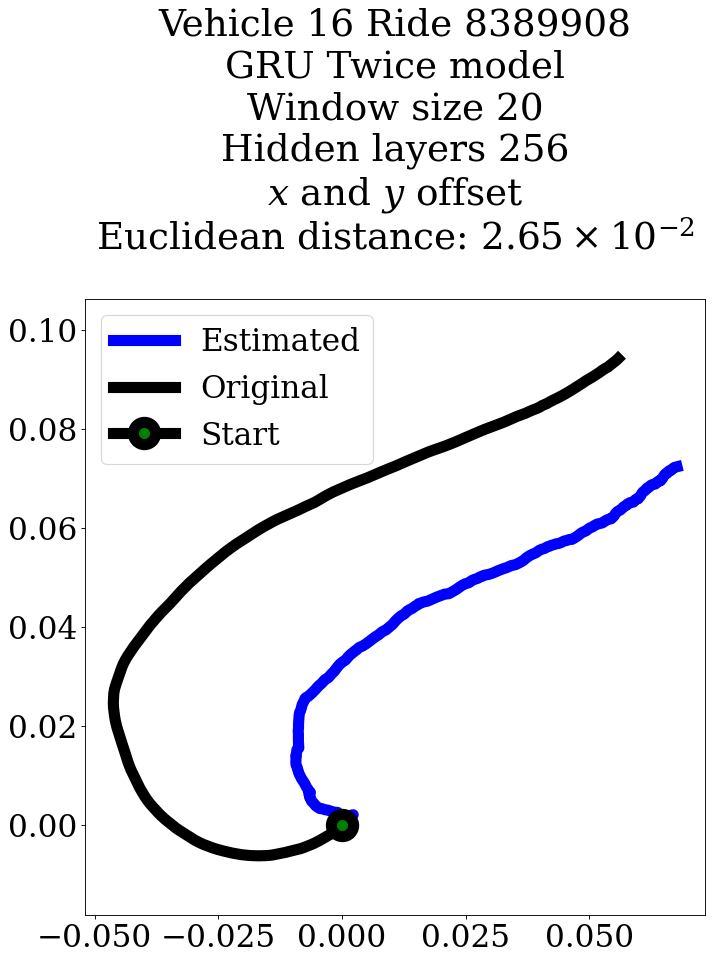 Vehicle 16 Ride 8389908
GRU Twice model
Window size 20
Hidden layers 256
x and y offset
Euclidean distance: 2.65 × 10⁻²
Estimated
Original
Start
0.10
0.08
0.06
0.04
0.02
0.00
−0.050 −0.025 0.000 0.025 0.050